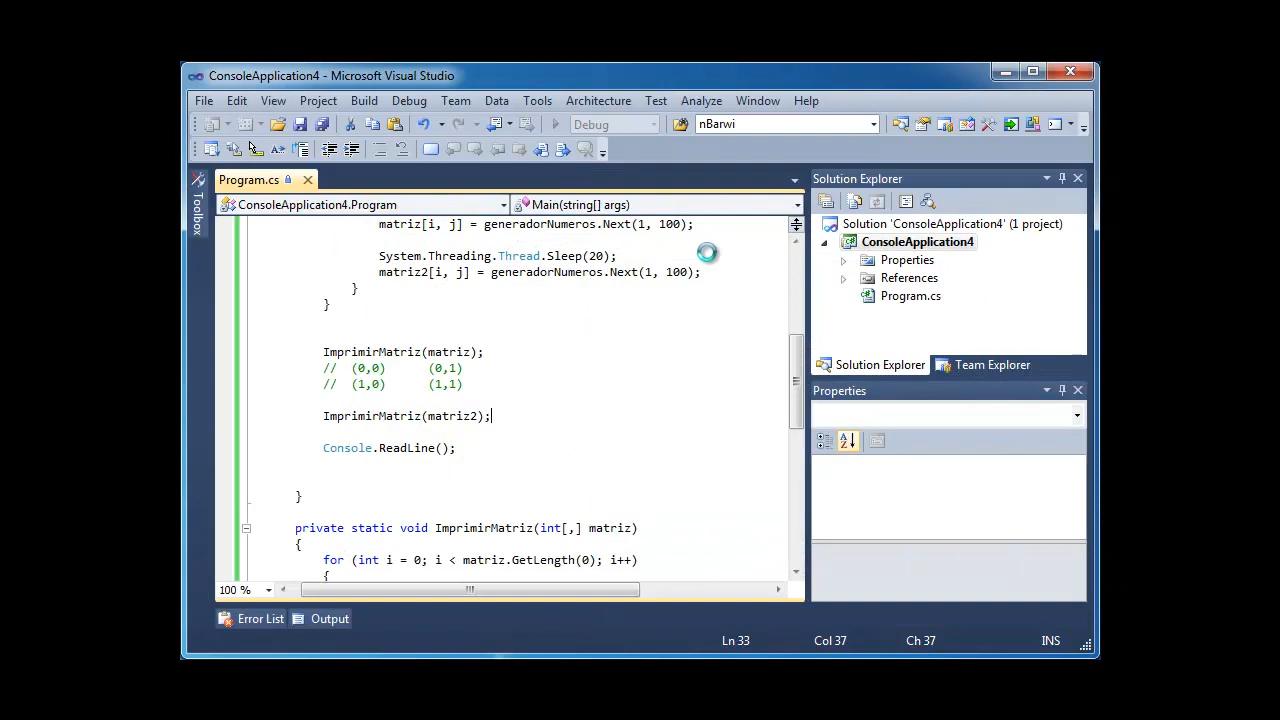 ConsoleApplication4 - Microsoft Visual Studio
File Edit View Project Build Debug Team Data Tools Architecture Test Analyze Window Help
Debug nBarwi
Toolbox
Program.cs
ConsoleApplication4.Program Main(string[] args)
matriz[i, j] = generadorNumeros.Next(1, 100);
System.Threading.Thread.Sleep(20);
matriz2[i, j] = generadorNumeros.Next(1, 100);
}
}
ImprimirMatriz(matriz);
// (0,0) (0,1)
// (1,0) (1,1)
ImprimirMatriz(matriz2);
Console.ReadLine();
}
private static void ImprimirMatriz(int[,] matriz)
{
for (int i = 0; i < matriz.GetLength(0); i++)
{
100 %
Solution Explorer
Solution 'ConsoleApplication4' (1 project)
ConsoleApplication4
Properties
References
Program.cs
Solution Explorer Team Explorer
Properties
Error List Output
Ln 33 Col 37 Ch 37 INS